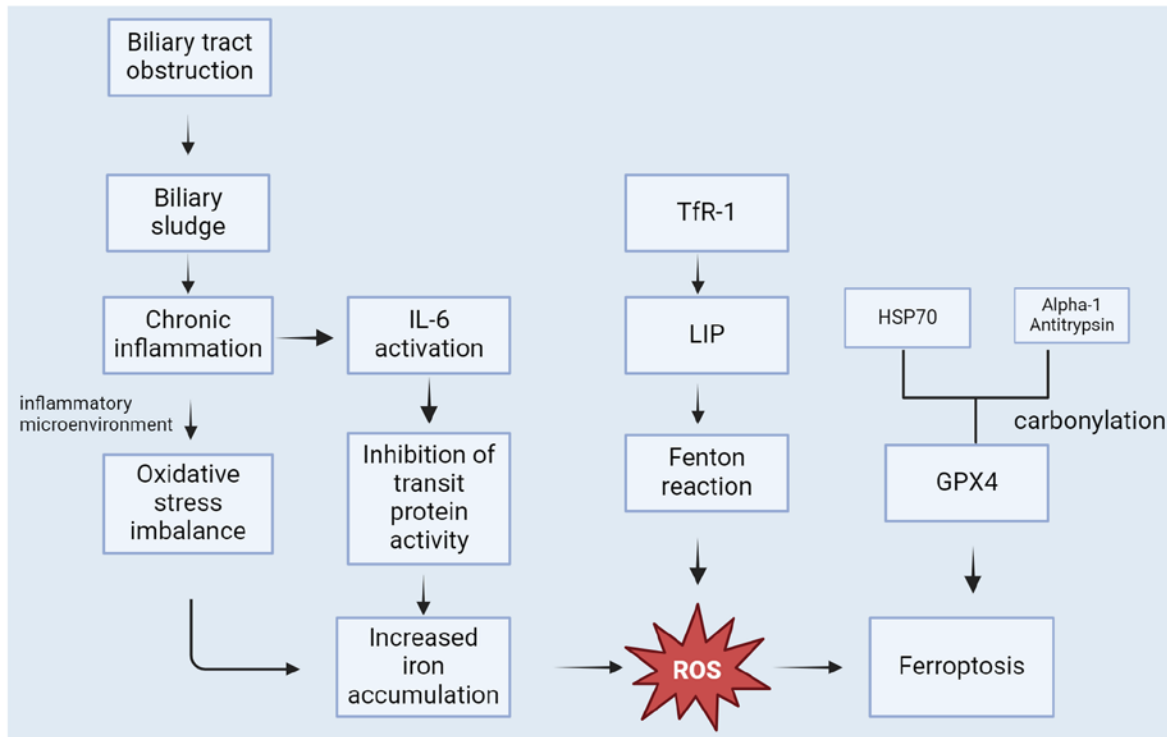 Biliary tract
obstruction
Biliary
sludge
Chronic
inflammation
inflammatory
microenvironment
Oxidative
stress
imbalance
IL-6
activation
Inhibition of
transit
protein
activity
Increased
iron
accumulation
TfR-1
LIP
Fenton
reaction
ROS
HSP70
Alpha-1
Antitrypsin
carbonylation
GPX4
Ferroptosis